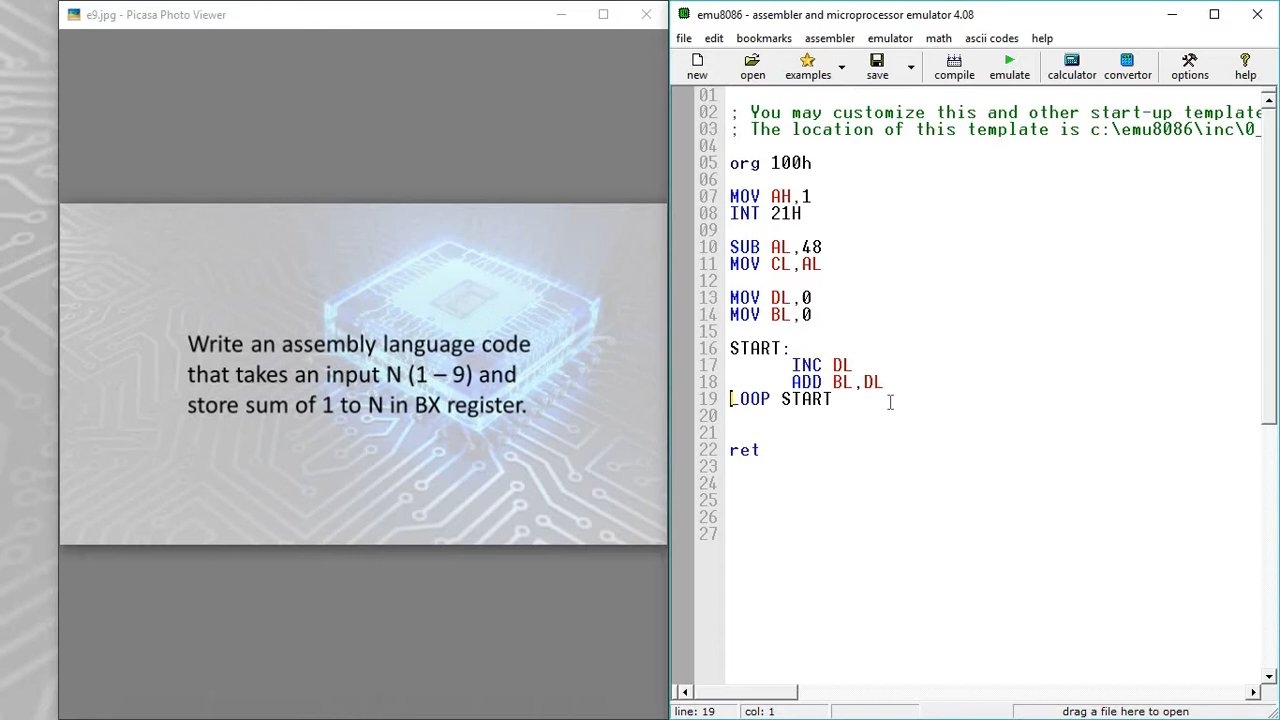 e9.jpg - Picasa Photo Viewer
Write an assembly language code
that takes an input N (1 – 9) and
store sum of 1 to N in BX register.
emu8086 - assembler and microprocessor emulator 4.08
file edit bookmarks assembler emulator math ascii codes help
new open examples save compile emulate calculator convertor options help
01
02 ; You may customize this and other start-up template
03 ; The location of this template is c:\emu8086\inc\0_
04
05 org 100h
06
07 MOV AH,1
08 INT 21H
09
10 SUB AL,48
11 MOV CL,AL
12
13 MOV DL,0
14 MOV BL,0
15
16 START:
17 INC DL
18 ADD BL,DL
19 LOOP START
20
21
22 ret
23
24
25
26
27
line: 19 col: 1 drag a file here to open